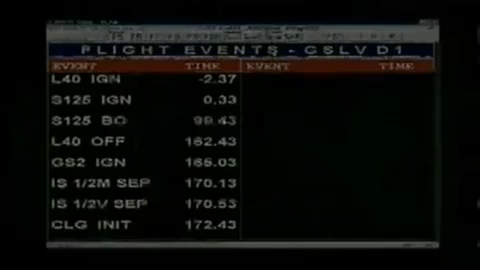 FLIGHT EVENTS - GSLV D1
EVENT TIME EVENT TIME
L40 IGN -2.37
S125 IGN 0.33
S125 BO 99.43
L40 OFF 162.43
GS2 IGN 165.03
IS 1/2M SEP 170.13
IS 1/2V SEP 170.53
CLG INIT 172.43